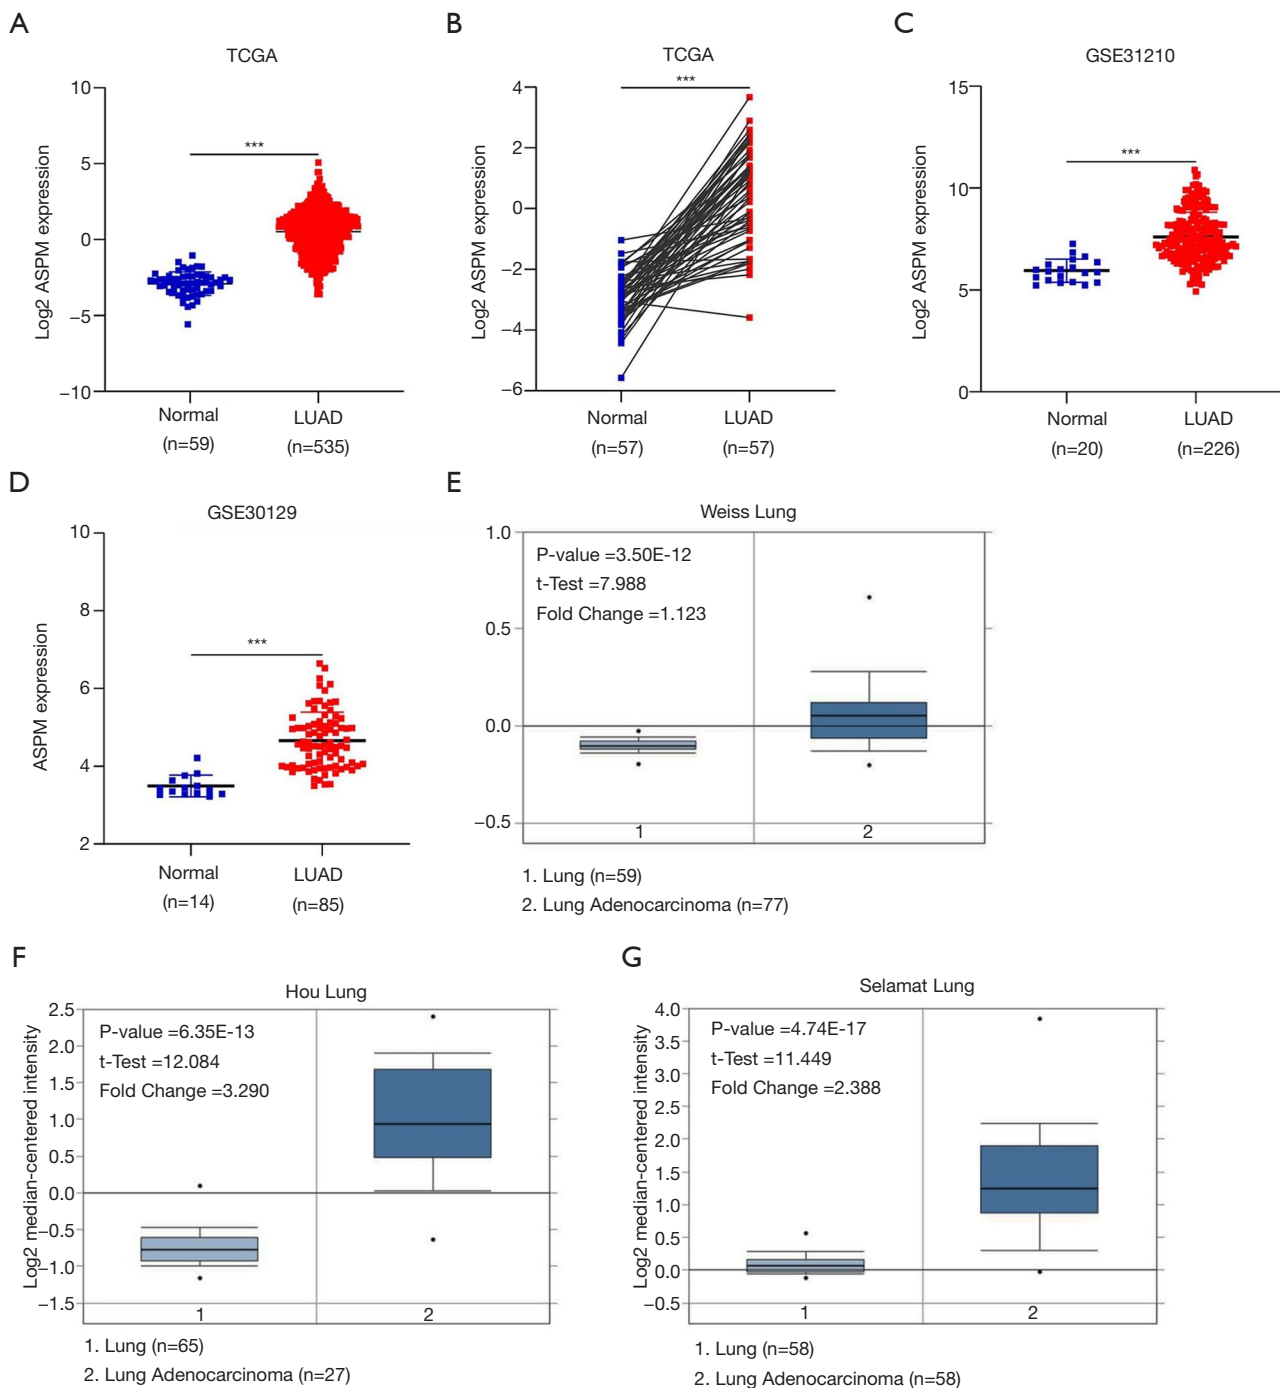 A
TCGA
***
Log2 ASPM expression
10
5
0
−5
−10
Normal
(n=59)
LUAD
(n=535)
B
TCGA
***
Log2 ASPM expression
4
2
0
−2
−4
−6
Normal
(n=57)
LUAD
(n=57)
C
GSE31210
***
Log2 ASPM expression
15
10
5
0
Normal
(n=20)
LUAD
(n=226)
D
GSE30129
***
ASPM expression
10
8
6
4
2
Normal
(n=14)
LUAD
(n=85)
E
Weiss Lung
P-value =3.50E-12
t-Test =7.988
Fold Change =1.123
1.0
0.5
0.0
−0.5
1
2
1. Lung (n=59)
2. Lung Adenocarcinoma (n=77)
F
Hou Lung
P-value =6.35E-13
t-Test =12.084
Fold Change =3.290
Log2 median-centered intensity
2.5
2.0
1.5
1.0
0.5
0.0
−0.5
−1.0
−1.5
1
2
1. Lung (n=65)
2. Lung Adenocarcinoma (n=27)
G
Selamat Lung
P-value =4.74E-17
t-Test =11.449
Fold Change =2.388
Log2 median-centered intensity
4.0
3.5
3.0
2.5
2.0
1.5
1.0
0.5
0.0
−0.5
1
2
1. Lung (n=58)
2. Lung Adenocarcinoma (n=58)